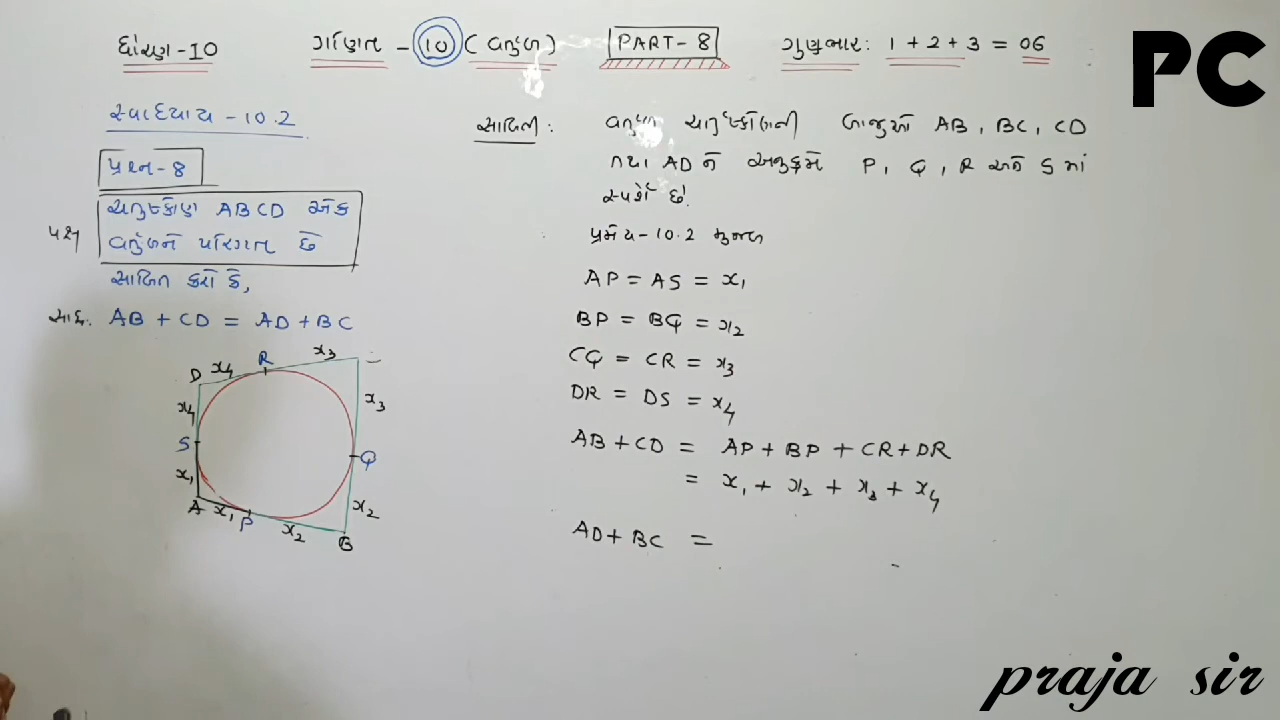 ધોરણ-10 ગણિત - 10 (વર્તુળ) PART-8 ગુણભાર: 1 + 2 + 3 = 06
PC
સ્વાધ્યાય - 10.2
પ્રશ્ન-8
ચતુષ્કોણ ABCD એક
પક્ષ વર્તુળને પરિગત છે
સાબિત કરો કે,
સાધ્ય. AB + CD = AD + BC
D x4 R x3
x4 x3
S Q
x1 x2
A x1 P x2 B
સાબિતી: વર્તુળ ચતુષ્કોણની બાજુઓ AB, BC, CD
તથા AD ને અનુક્રમે P, Q, R અને S માં
સ્પર્શે છે.
પ્રમેય-10.2 મુજબ
AP = AS = x1
BP = BQ = x2
CQ = CR = x3
DR = DS = x4
AB + CD = AP + BP + CR + DR
= x1 + x2 + x3 + x4
AD + BC =
praja sir